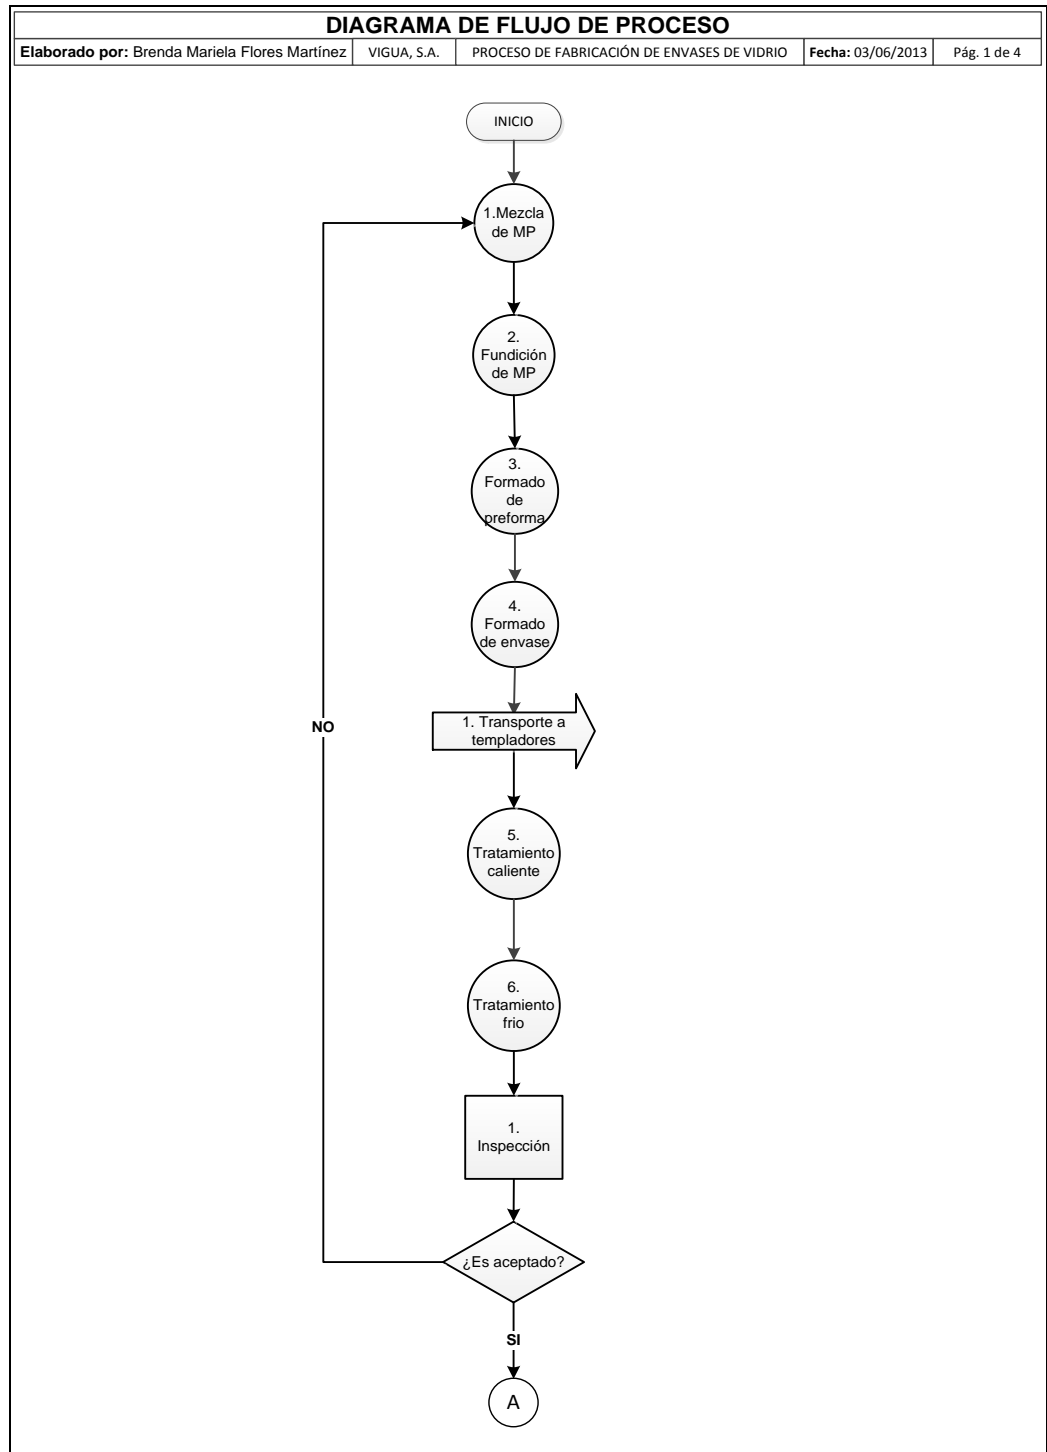 DIAGRAMA DE FLUJO DE PROCESO
Elaborado por: Brenda Mariela Flores Martínez VIGUA, S.A. PROCESO DE FABRICACIÓN DE ENVASES DE VIDRIO Fecha: 03/06/2013 Pág. 1 de 4
INICIO
1.Mezcla
de MP
2.
Fundición
de MP
3.
Formado
de
preforma
4.
Formado
de envase
1. Transporte a
templadores
NO
5.
Tratamiento
caliente
6.
Tratamiento
frio
1.
Inspección
¿Es aceptado?
SI
A